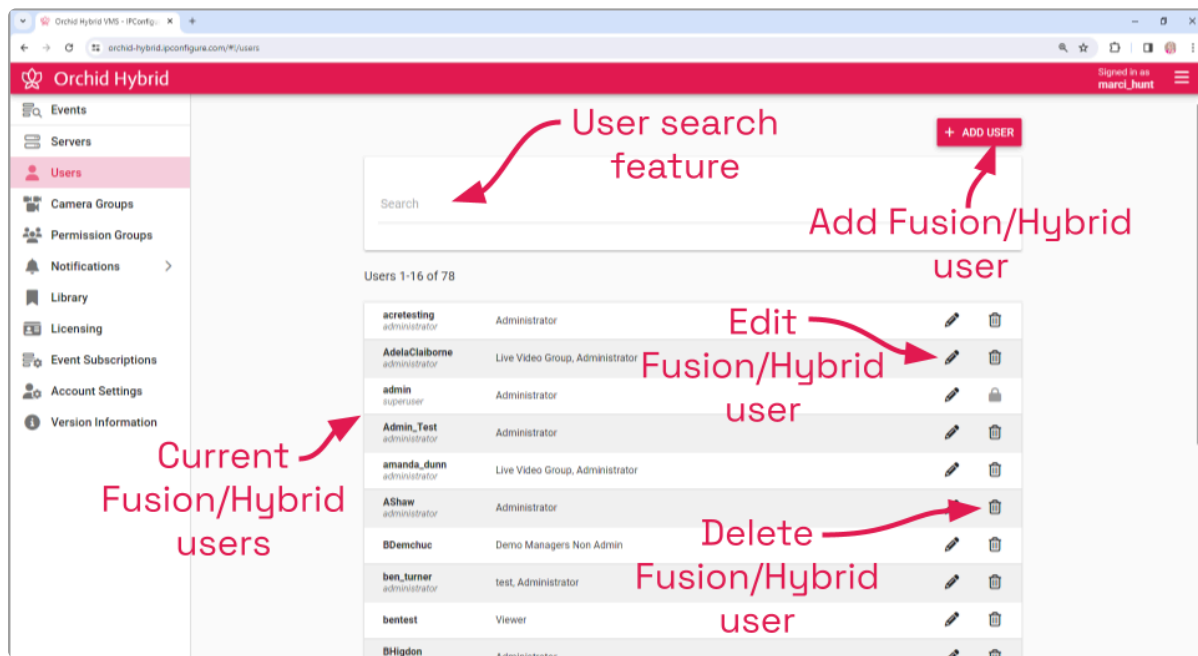 Orchid Hybrid VMS - IPConfigu
orchid-hybrid.ipconfigure.com/#!/users
Orchid Hybrid
Signed in as
marci_hunt
Events
Servers
Users
Camera Groups
Permission Groups
Notifications
Library
Licensing
Event Subscriptions
Account Settings
Version Information
User search
feature
+ ADD USER
Search
Add Fusion/Hybrid
user
Users 1-16 of 78
acretesting
administrator
Administrator
AdelaClaiborne
administrator
Live Video Group, Administrator
admin
superuser
Administrator
Admin_Test
administrator
Administrator
amanda_dunn
administrator
Live Video Group, Administrator
AShaw
administrator
Administrator
BDemchuc
Demo Managers Non Admin
ben_turner
administrator
test, Administrator
bentest
Viewer
BHigdon
Administrator
Edit
Fusion/Hybrid
user
Current
Fusion/Hybrid
users
Delete
Fusion/Hybrid
user